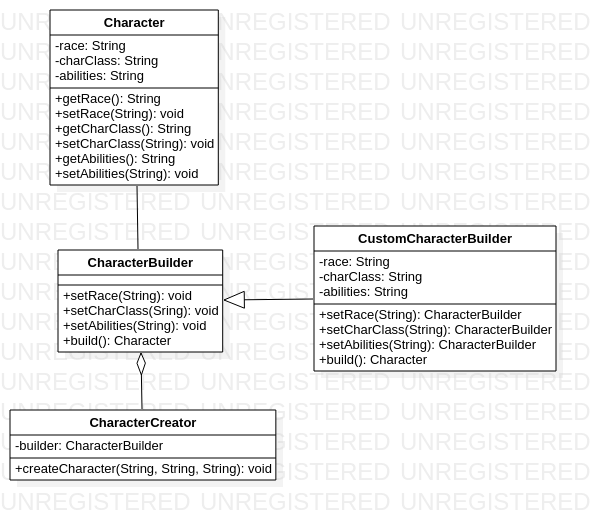 Character
-race: String
-charClass: String
-abilities: String
+getRace(): String
+setRace(String): void
+getCharClass(): String
+setCharClass(String): void
+getAbilities(): String
+setAbilities(String): void
CharacterBuilder
+setRace(String): void
+setCharClass(Sring): void
+setAbilities(String): void
+build(): Character
CustomCharacterBuilder
-race: String
-charClass: String
-abilities: String
+setRace(String): CharacterBuilder
+setCharClass(String): CharacterBuilder
+setAbilities(String): CharacterBuilder
+build(): Character
CharacterCreator
-builder: CharacterBuilder
+createCharacter(String, String, String): void
UNREGISTERED UNREGISTERED UNREGISTERED